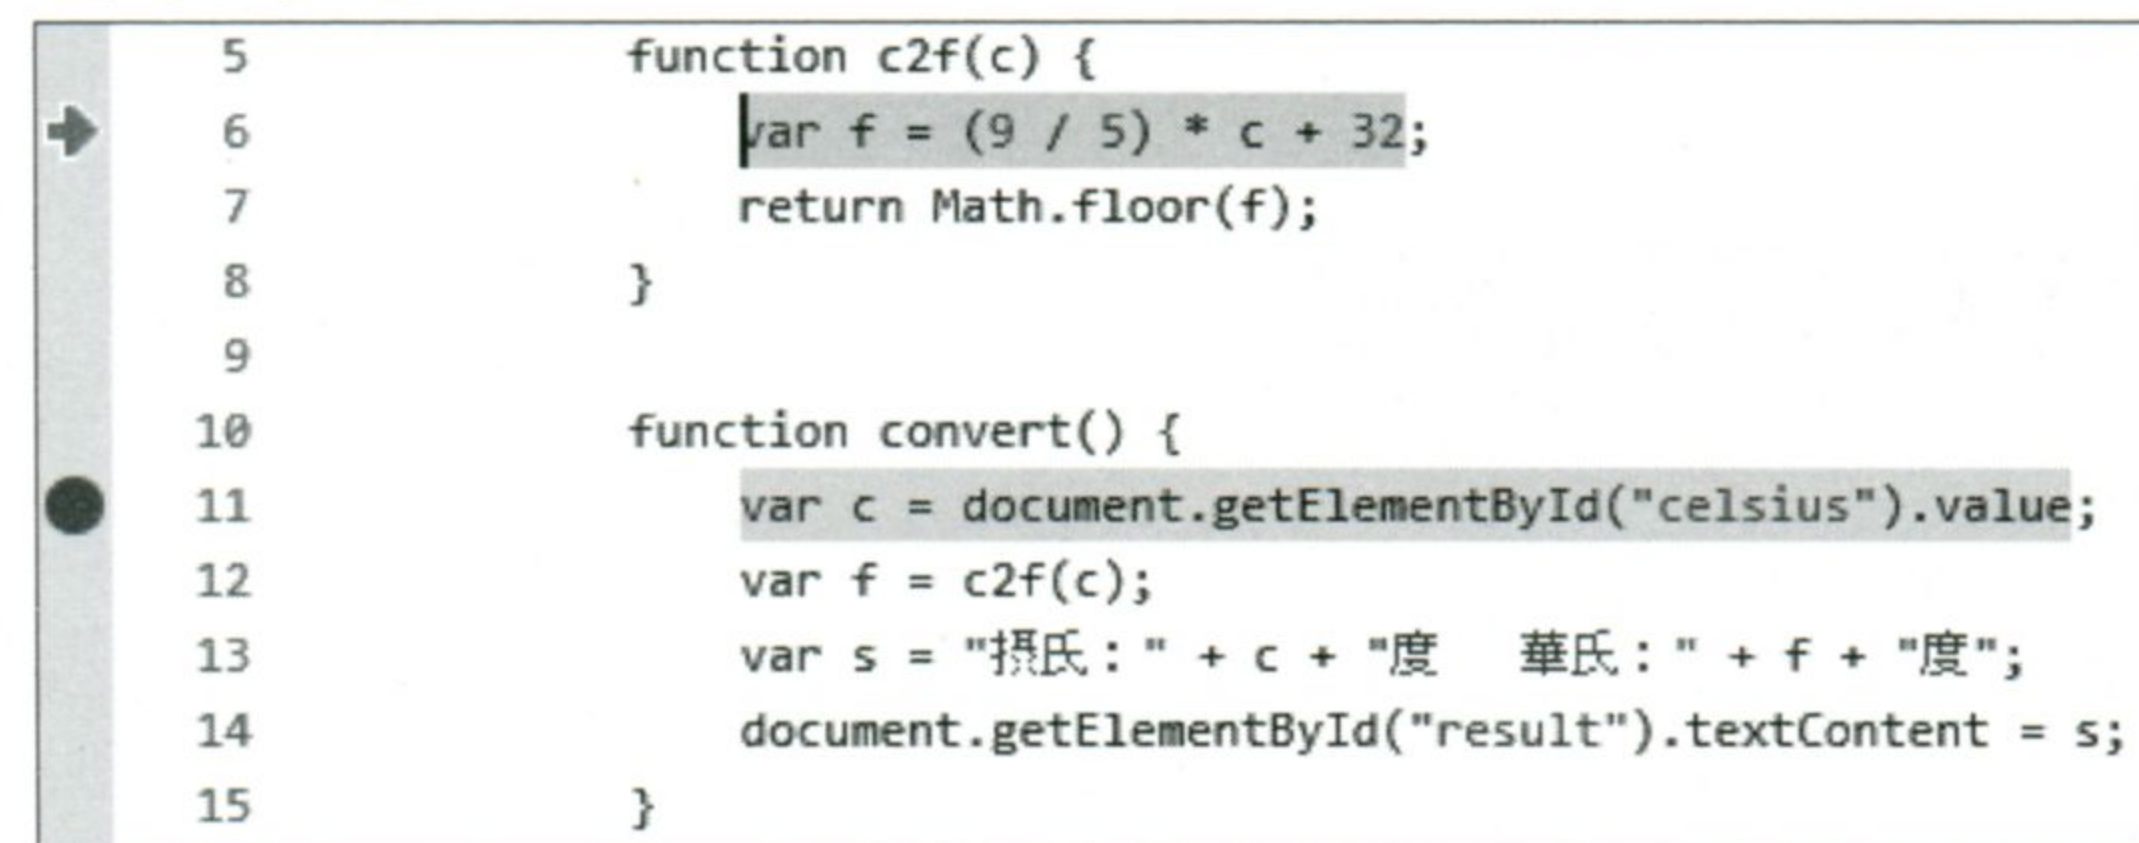 5 function c2f(c) {
6 var f = (9 / 5) * c + 32;
7 return Math.floor(f);
8 }
9
10 function convert() {
11 var c = document.getElementById("celsius").value;
12 var f = c2f(c);
13 var s = "摂氏：" + c + "度　華氏：" + f + "度";
14 document.getElementById("result").textContent = s;
15 }